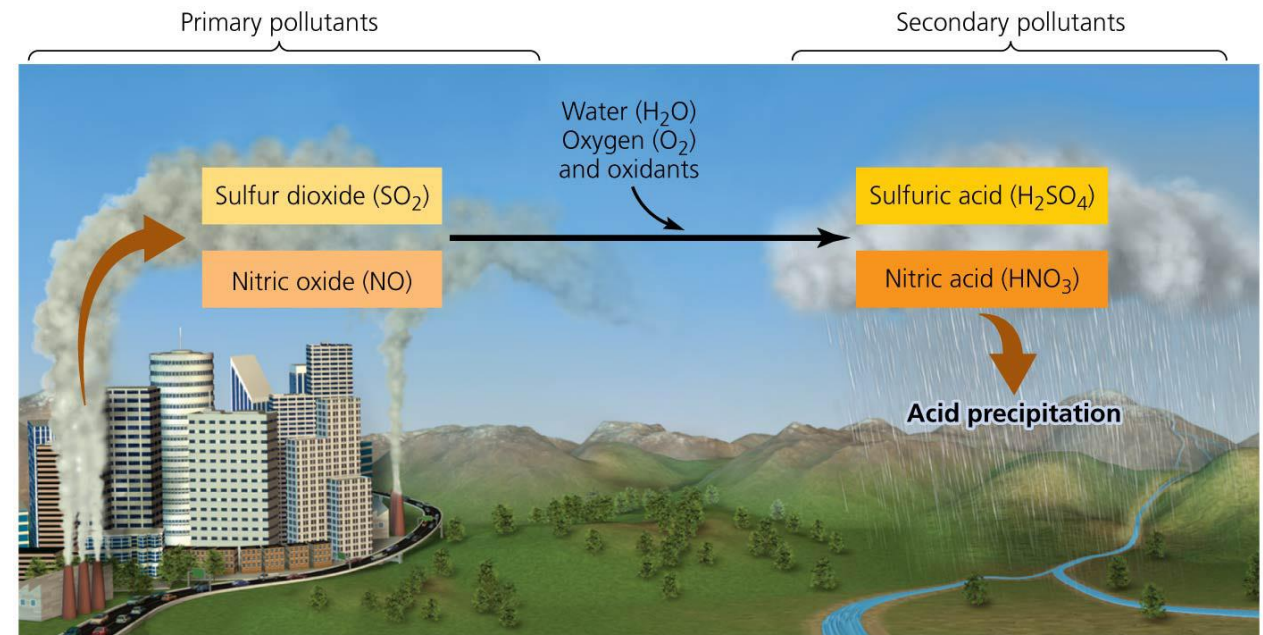 Primary pollutants
Secondary pollutants
Water (H₂O)
Oxygen (O₂)
and oxidants
Sulfur dioxide (SO₂)
Nitric oxide (NO)
Sulfuric acid (H₂SO₄)
Nitric acid (HNO₃)
Acid precipitation